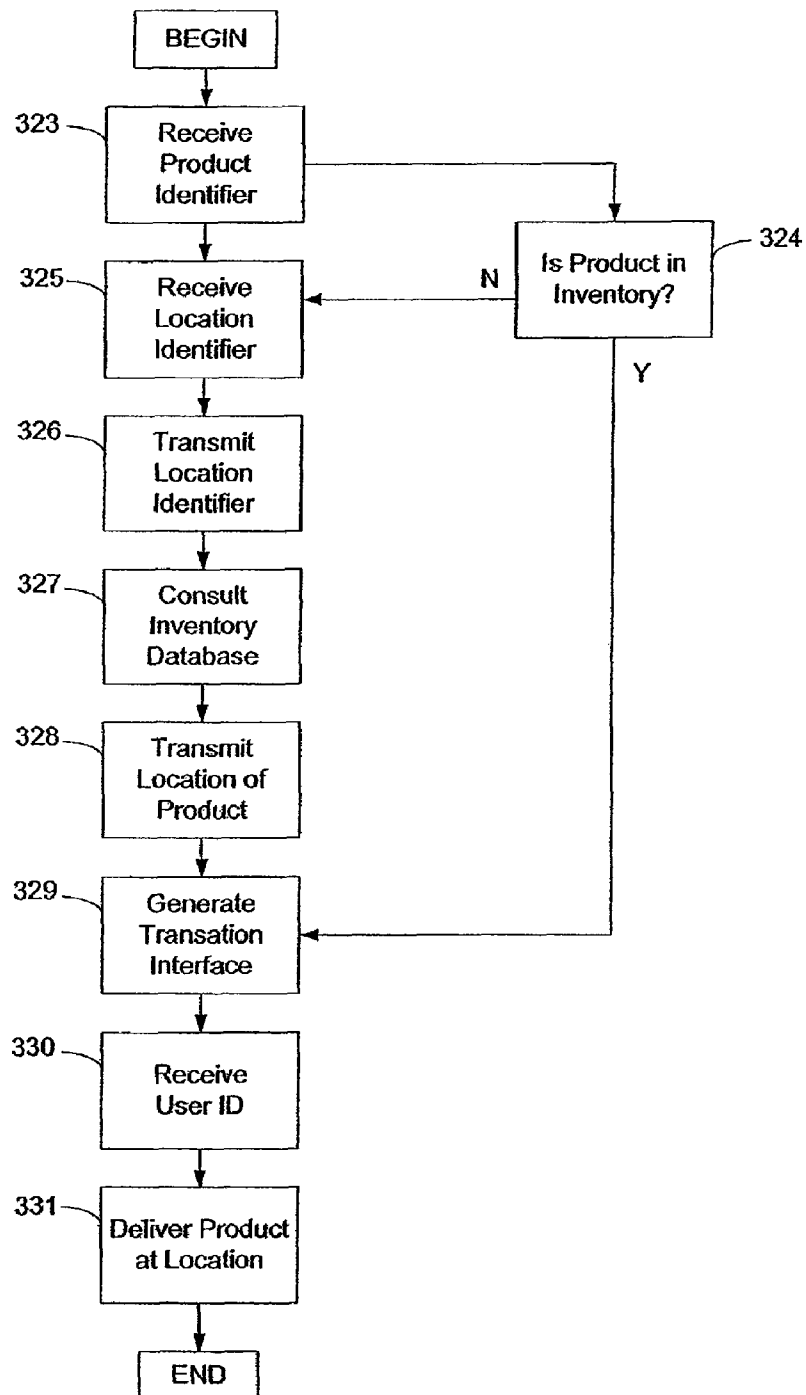 BEGIN
323
Receive
Product
Identifier
324
Is Product in
Inventory?
N
Y
325
Receive
Location
Identifier
326
Transmit
Location
Identifier
327
Consult
Inventory
Database
328
Transmit
Location of
Product
329
Generate
Transation
Interface
330
Receive
User ID
331
Deliver Product
at Location
END